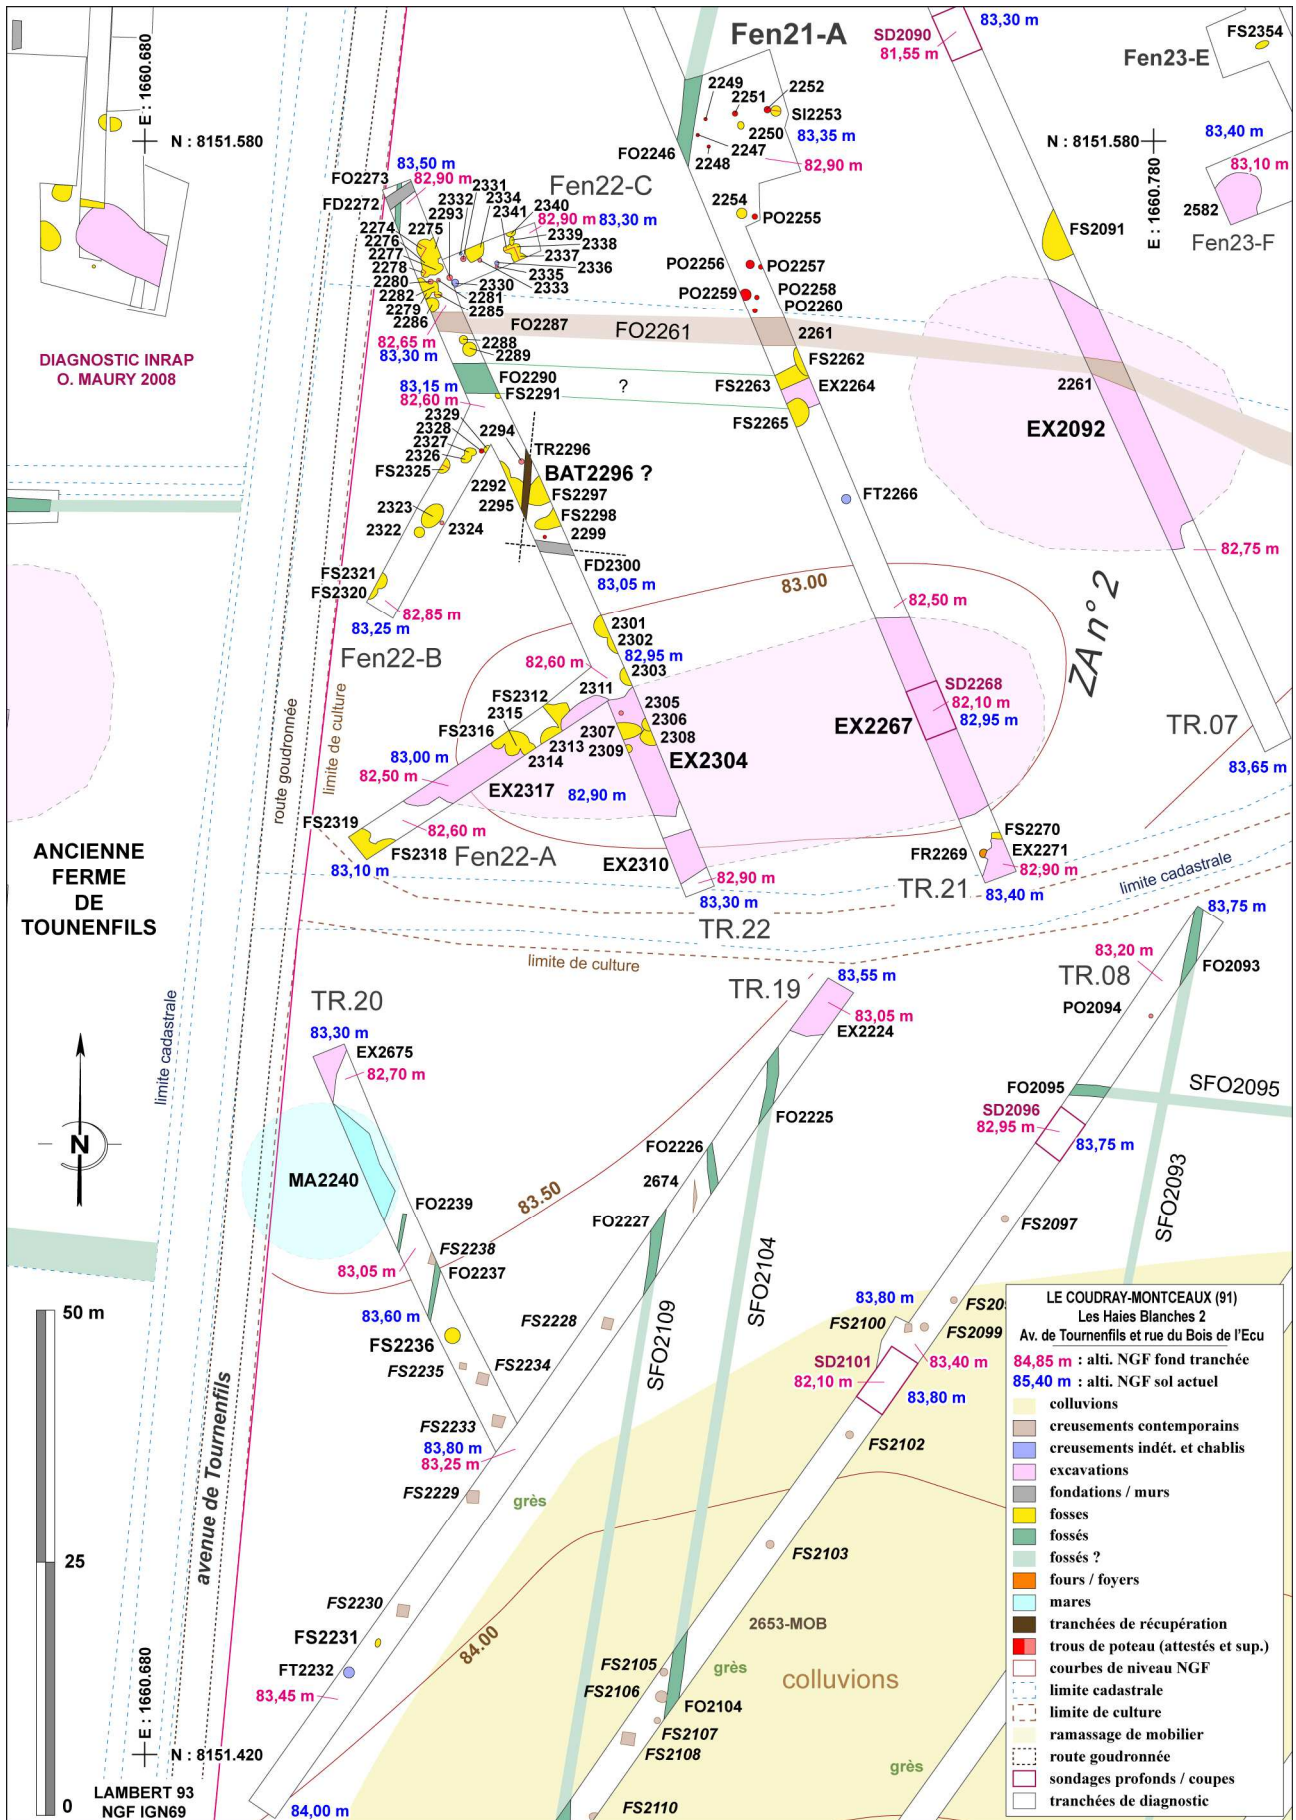 Fen21-A
SD2090
81,55 m
83,30 m
FS2354
Fen23-E
E : 1660.680
N : 8151.580
2249
2251
2252
SI2253
2250
83,35 m
2247
2248
82,90 m
FO2246
N : 8151.580
E : 1660.780
83,40 m
83,10 m
2582
Fen23-F
83,50 m
82,90 m
FO2273
FD2272
2331
2332
2334
2293
2341
2340
Fen22-C
82,90 m
83,30 m
2274
2275
2276
2277
2278
2280
2282
2279
2286
2339
2338
2337
2336
2335
2333
2330
2281
2285
2254
PO2255
PO2256
PO2257
PO2258
PO2259
PO2260
FS2091
DIAGNOSTIC INRAP
O. MAURY 2008
82,65 m
83,30 m
FO2287
FO2261
2261
2288
2289
FS2262
FS2263
EX2264
FS2265
2261
EX2092
83,15 m
82,60 m
FO2290
FS2291
?
2329
2328
2327
2326
FS2325
2294
TR2296
BAT2296 ?
2292
2295
FS2297
FS2298
2299
FT2266
2323
2322
2324
FD2300
83,05 m
82,75 m
FS2321
FS2320
82,85 m
83,25 m
Fen22-B
83.00
82,50 m
ZA n° 2
2301
2302
82,95 m
2303
82,60 m
2311
FS2312
2315
FS2316
2305
2306
2307
2308
2309
2313
2314
EX2304
SD2268
82,10 m
82,95 m
EX2267
TR.07
83,65 m
83,00 m
82,50 m
EX2317
82,90 m
limite de culture
route goudronnée
FS2319
82,60 m
FS2318
Fen22-A
83,10 m
EX2310
82,90 m
83,30 m
FS2270
EX2271
FR2269
82,90 m
83,40 m
TR.21
TR.22
limite cadastrale
ANCIENNE
FERME
DE
TOUNENFILS
limite de culture
83,75 m
83,20 m
TR.08
FO2093
PO2094
TR.20
TR.19
83,55 m
83,05 m
EX2224
limite cadastrale
83,30 m
EX2675
82,70 m
FO2095
SFO2095
SD2096
82,95 m
83,75 m
FO2225
FO2226
2674
N
MA2240
83.50
FO2227
FO2239
SFO2093
FS2097
FS2238
FO2237
83,05 m
SFO2104
83,60 m
FS2236
FS2235
FS2234
FS2228
SFO2109
83,80 m
FS2100
FS2099
SD2101
82,10 m
83,40 m
83,80 m
FS2102
50 m
25
0
FS2233
83,80 m
83,25 m
avenue de Tournenfils
FS2229
grès
FS2103
FS2230
FS2231
FT2232
84.00
2653-MOB
colluvions
83,45 m
FS2105
FS2106
grès
FO2104
FS2107
FS2108
grès
E : 1660.680
N : 8151.420
LAMBERT 93
NGF IGN69
84,00 m
FS2110
LE COUDRAY-MONTCEAUX (91)
Les Haies Blanches 2
Av. de Tournenfils et rue du Bois de l'Ecu
84,85 m : alti. NGF fond tranchée
85,40 m : alti. NGF sol actuel
colluvions
creusements contemporains
creusements indét. et chablis
excavations
fondations / murs
fosses
fossés
fossés ?
fours / foyers
mares
tranchées de récupération
trous de poteau (attestés et sup.)
courbes de niveau NGF
limite cadastrale
limite de culture
ramassage de mobilier
route goudronnée
sondages profonds / coupes
tranchées de diagnostic